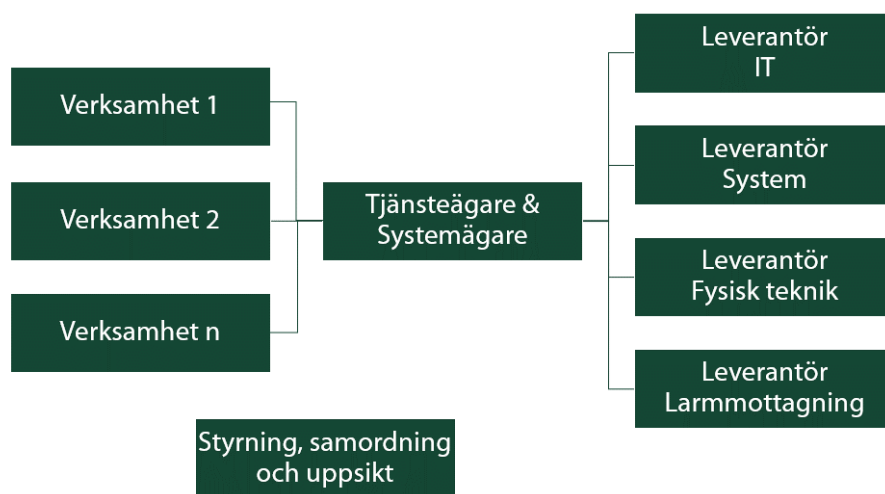 Verksamhet 1
Verksamhet 2
Verksamhet n
Tjänsteägare &
Systemägare
Leverantör
IT
Leverantör
System
Leverantör
Fysisk teknik
Leverantör
Larmmottagning
Styrning, samordning
och uppsikt